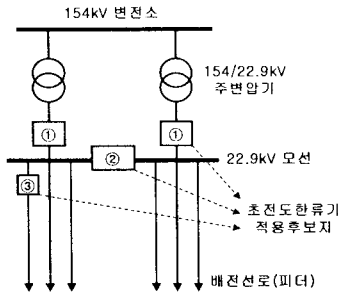 154kV 변전소
154/22.9kV
주변압기
① ①
②
22.9kV 모선
③
초전도한류기
적용후보지
배전선로(피더)